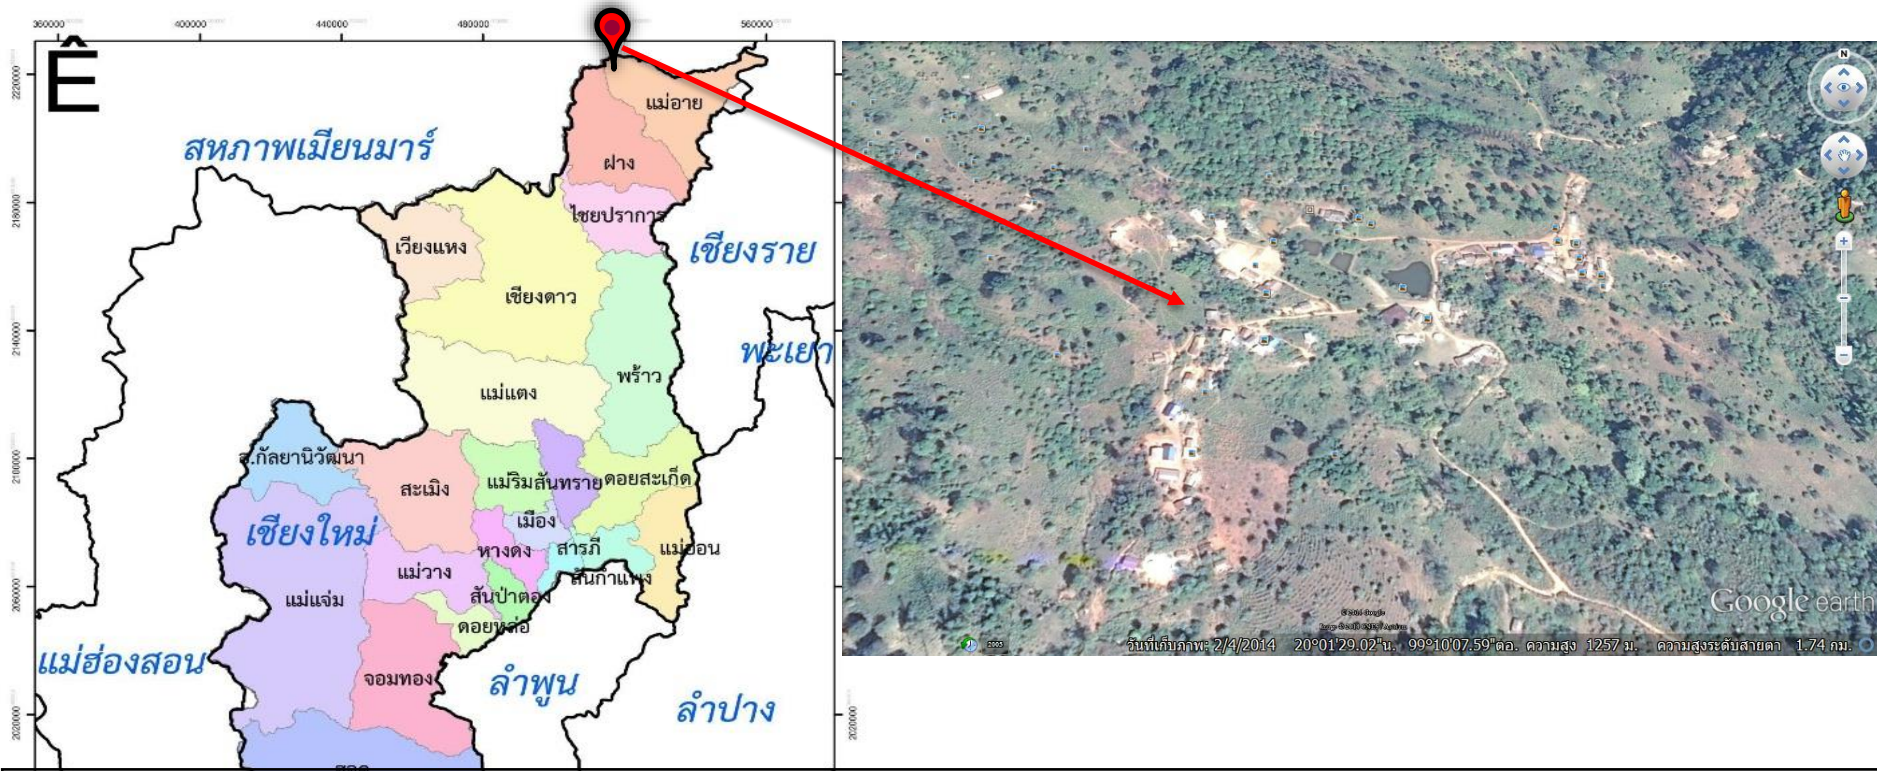 360000
400000
440000
480000
560000
Ê
2220000
แม่อาย
สหภาพเมียนมาร์
ฝาง
2180000
ไชยปราการ
เวียงแหง
เชียงราย
เชียงดาว
2140000
พะเยา
พร้าว
แม่แตง
2100000
อ.กัลยานิวัฒนา
สะเมิง
แม่ริม
สันทราย
ดอยสะเก็ด
เมือง
เชียงใหม่
หางดง
สารภี
แม่ออน
แม่วาง
สันกำแพง
2060000
แม่แจ่ม
สันป่าตอง
ดอยหล่อ
แม่ฮ่องสอน
จอมทอง
ลำพูน
ลำปาง
2020000
2020000
N
Google earth
2005
วันที่เก็บภาพ: 2/4/2014 20°01'29.02"น. 99°10'07.59"ตอ. ความสูง 1257 ม. ความสูงระดับสายตา 1.74 กม.